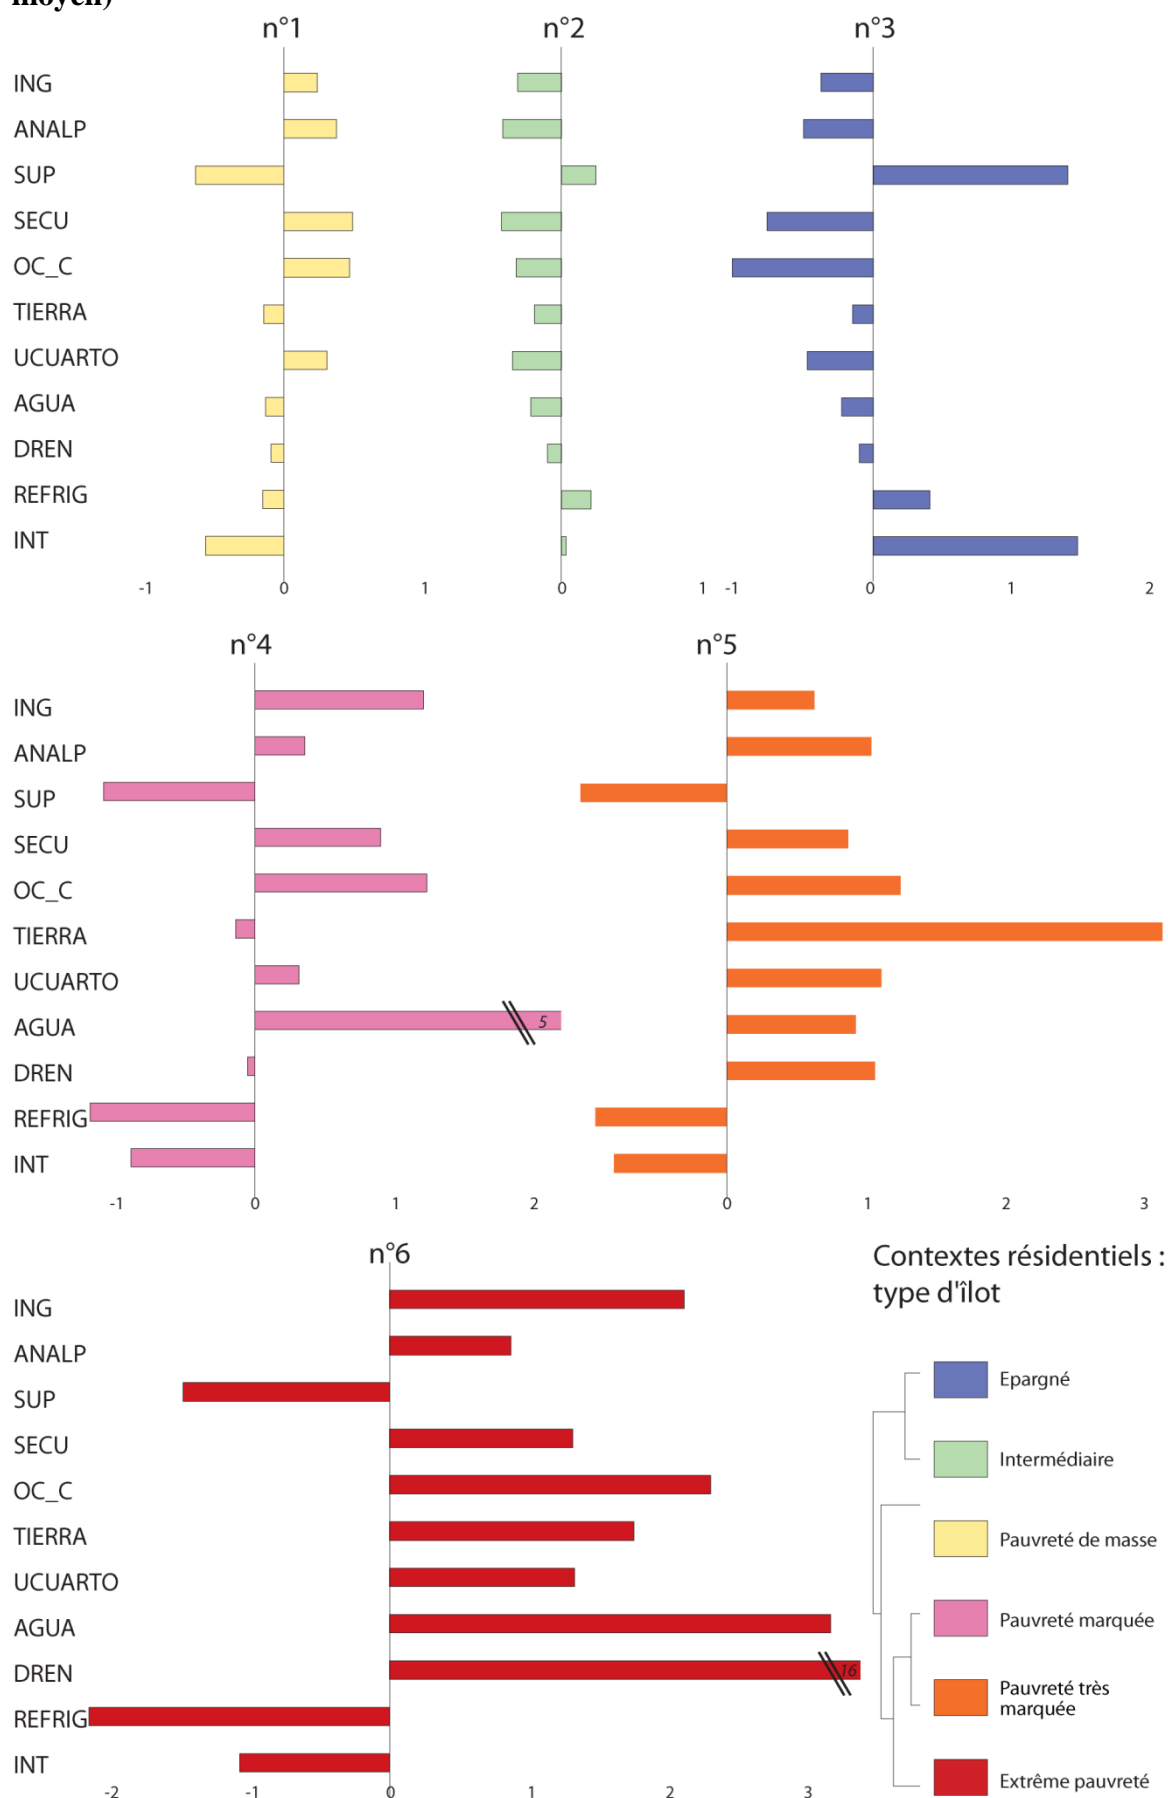 moyen)
n°1 n°2 n°3
ING
ANALP
SUP
SECU
OC_C
TIERRA
UCUARTO
AGUA
DREN
REFRIG
INT
-1 0 1 0 1 -1 0 1 2
n°4 n°5
ING
ANALP
SUP
SECU
OC_C
TIERRA
UCUARTO
AGUA 5
DREN
REFRIG
INT
-1 0 1 2 0 1 2 3
n°6
ING
ANALP
SUP
SECU
OC_C
TIERRA
UCUARTO
AGUA
DREN 16
REFRIG
INT
-2 -1 0 1 2 3
Contextes résidentiels :
type d'îlot
Epargné
Intermédiaire
Pauvreté de masse
Pauvreté marquée
Pauvreté très
marquée
Extrême pauvreté